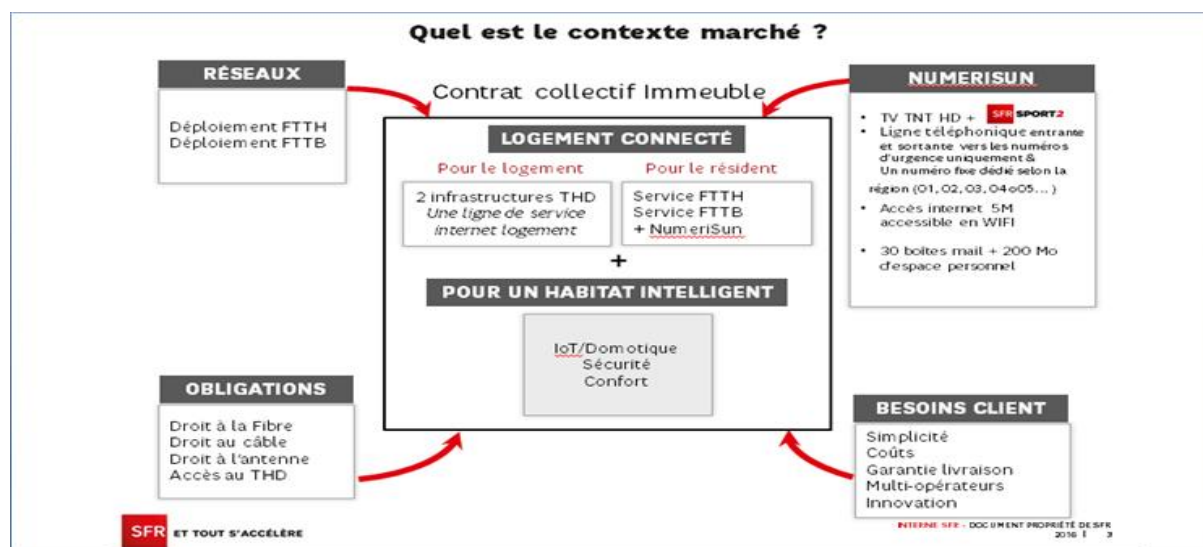 Quel est le contexte marché ?
RÉSEAUX
Déploiement FTTH
Déploiement FTTB
Contrat collectif Immeuble
LOGEMENT CONNECTÉ
Pour le logement
2 infrastructures THD
Une ligne de service
internet logement
Pour le résident
Service FTTH
Service FTTB
+ NumeriSun
+
POUR UN HABITAT INTELLIGENT
IoT/Domotique
Sécurité
Confort
NUMERISUN
• TV TNT HD + SFR SPORT2
• Ligne téléphonique entrante
et sortante vers les numéros
d'urgence uniquement &
Un numéro fixe dédié selon la
région (01, 02, 03, 04 o05... )
• Accès internet 5M
accessible en WIFI
• 30 boîtes mail + 200 Mo
d'espace personnel
OBLIGATIONS
Droit à la Fibre
Droit au câble
Droit à l'antenne
Accès au THD
BESOINS CLIENT
Simplicité
Coûts
Garantie livraison
Multi-opérateurs
Innovation
SFR ET TOUT S'ACCÉLÈRE
INTERNE SFR - DOCUMENT PROPRIÉTÉ DE SFR
2016 | 3